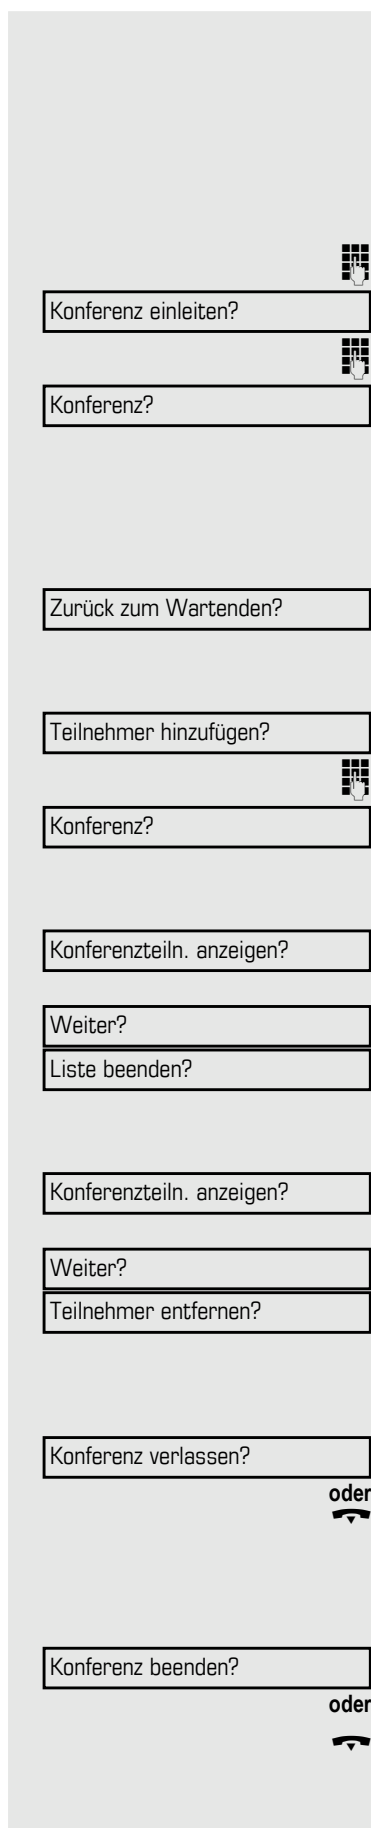 Konferenz einleiten?
Konferenz?
Zurück zum Wartenden?
Teilnehmer hinzufügen?
Konferenz?
Konferenzteiln. anzeigen?
Weiter?
Liste beenden?
Konferenzteiln. anzeigen?
Weiter?
Teilnehmer entfernen?
Konferenz verlassen?
oder
Konferenz beenden?
oder